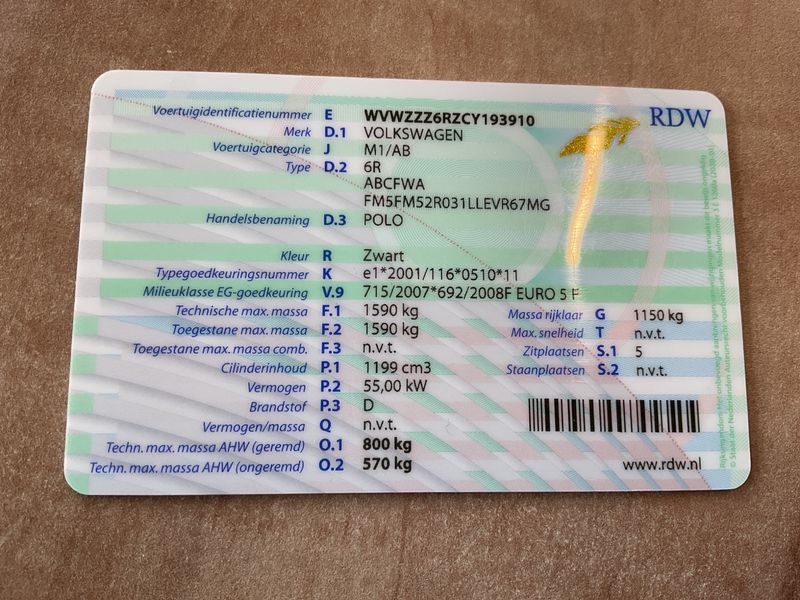 RDW
Voertuigidentificatienummer E WVWZZZ6RZCY193910
Merk D.1 VOLKSWAGEN
Voertuigcategorie J M1/AB
Type D.2 6R
ABCFWA
FM5FM52R031LLEVR67MG
Handelsbenaming D.3 POLO
Kleur R Zwart
Typegoedkeuringsnummer K e1*2001/116*0510*11
Milieuklasse EG-goedkeuring V.9 715/2007*692/2008F EURO 5 F
Technische max. massa F.1 1590 kg Massa rijklaar G 1150 kg
Toegestane max. massa F.2 1590 kg Max. snelheid T n.v.t.
Toegestane max. massa comb. F.3 n.v.t. Zitplaatsen S.1 5
Cilinderinhoud P.1 1199 cm3 Staanplaatsen S.2 n.v.t.
Vermogen P.2 55,00 kW
Brandstof P.3 D
Vermogen/massa Q n.v.t.
Techn. max. massa AHW (geremd) O.1 800 kg
Techn. max. massa AHW (ongeremd) O.2 570 kg
www.rdw.nl
© Staat der Nederlanden Auteursrecht voorbehouden